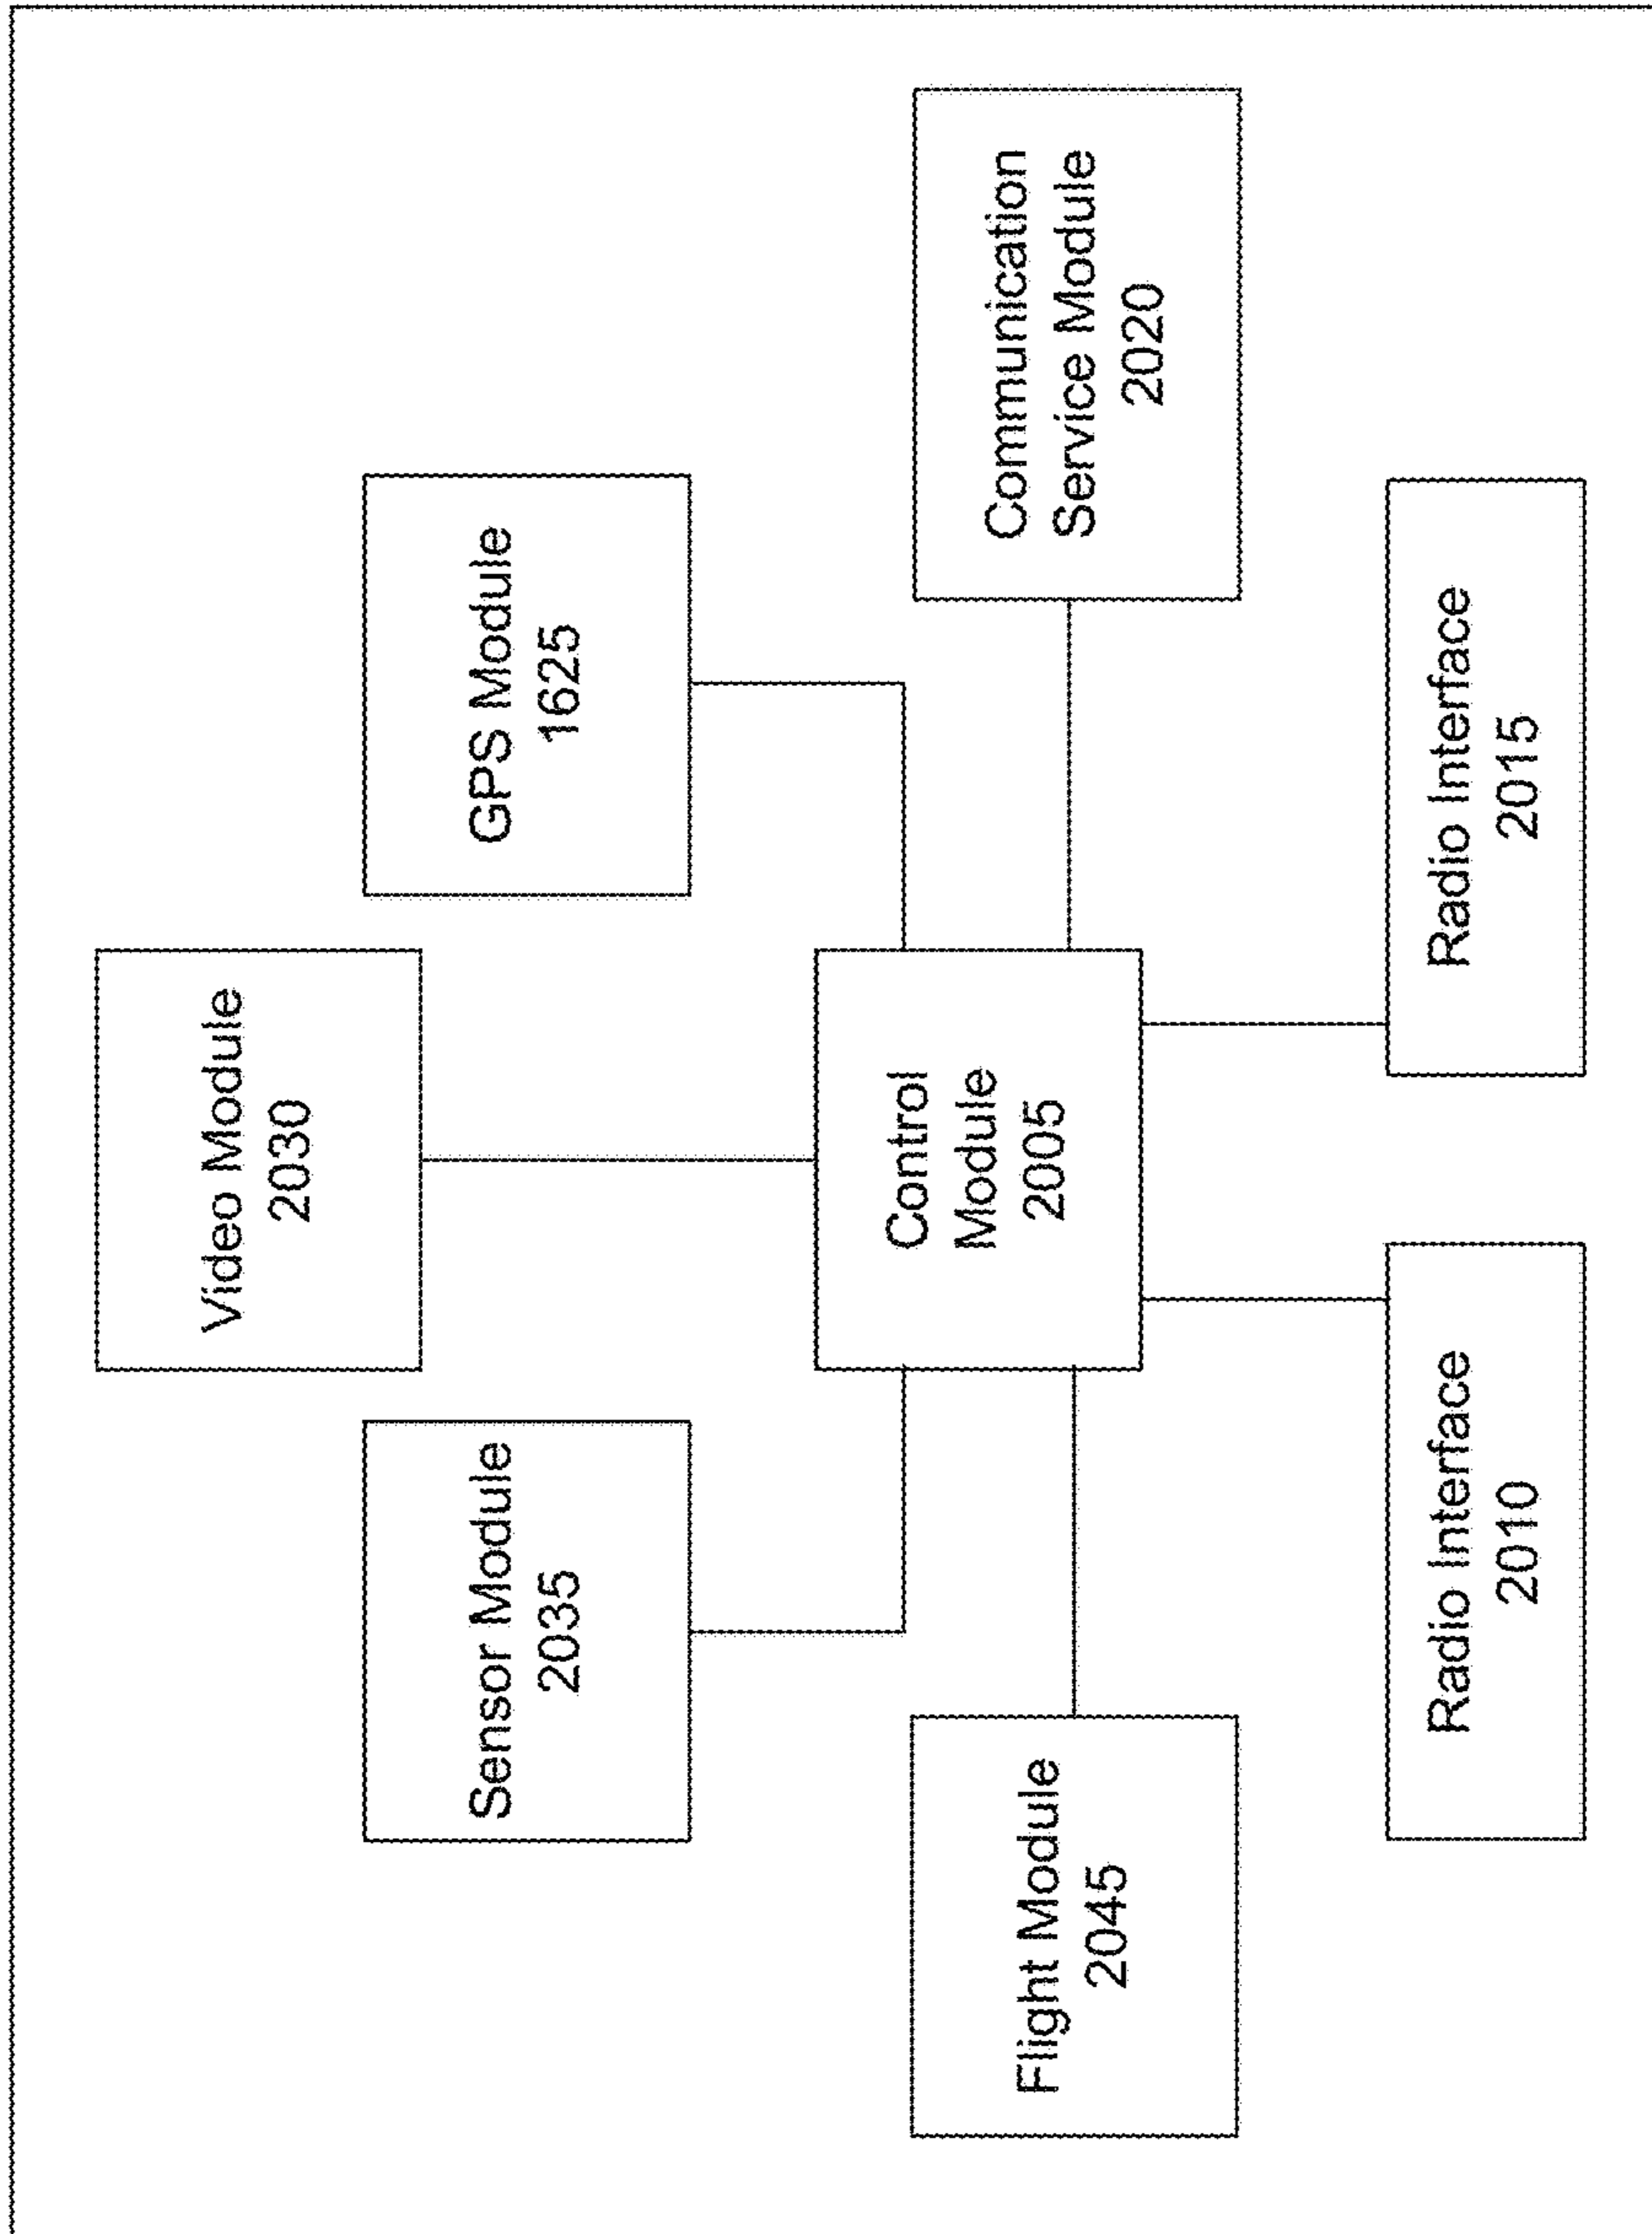 Video Module
2030
Sensor Module
2035
GPS Module
1625
Control
Module
2005
Flight Module
2045
Communication
Service Module
2020
Radio Interface
2010
Radio Interface
2015